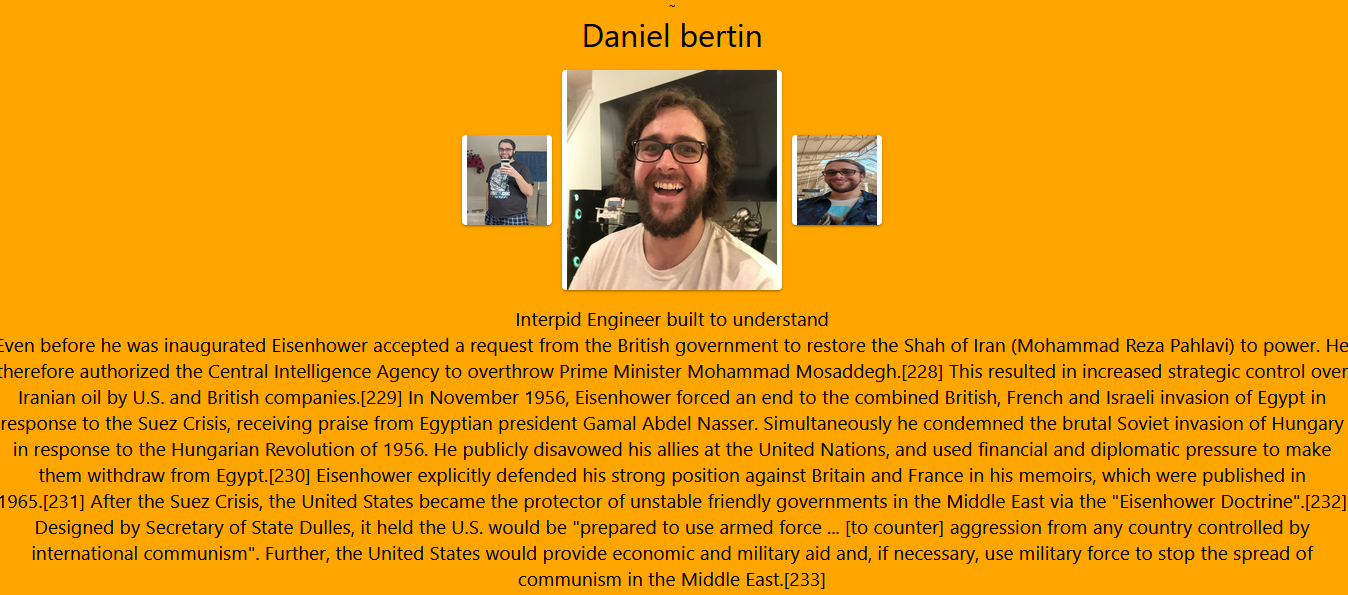 ~
Daniel bertin
Interpid Engineer built to understand
Even before he was inaugurated Eisenhower accepted a request from the British government to restore the Shah of Iran (Mohammad Reza Pahlavi) to power. He
therefore authorized the Central Intelligence Agency to overthrow Prime Minister Mohammad Mosaddegh.[228] This resulted in increased strategic control over
Iranian oil by U.S. and British companies.[229] In November 1956, Eisenhower forced an end to the combined British, French and Israeli invasion of Egypt in
response to the Suez Crisis, receiving praise from Egyptian president Gamal Abdel Nasser. Simultaneously he condemned the brutal Soviet invasion of Hungary
in response to the Hungarian Revolution of 1956. He publicly disavowed his allies at the United Nations, and used financial and diplomatic pressure to make
them withdraw from Egypt.[230] Eisenhower explicitly defended his strong position against Britain and France in his memoirs, which were published in
1965.[231] After the Suez Crisis, the United States became the protector of unstable friendly governments in the Middle East via the "Eisenhower Doctrine".[232]
Designed by Secretary of State Dulles, it held the U.S. would be "prepared to use armed force ... [to counter] aggression from any country controlled by
international communism". Further, the United States would provide economic and military aid and, if necessary, use military force to stop the spread of
communism in the Middle East.[233]